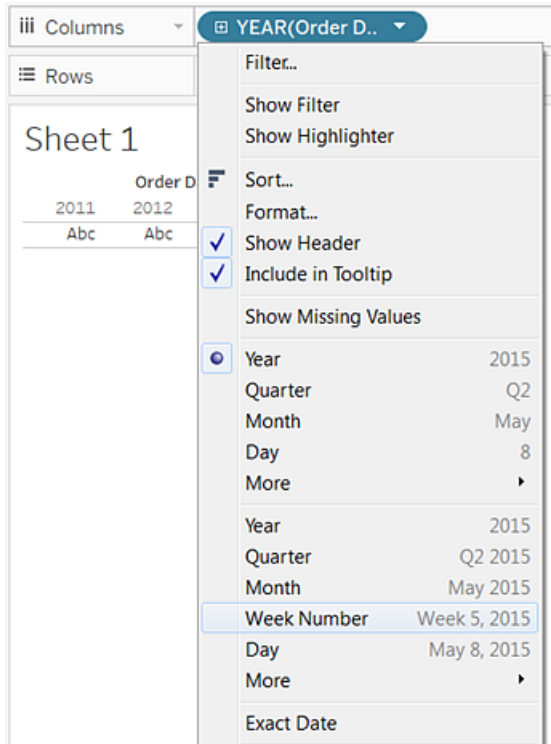 Columns
YEAR(Order D..
Rows
Sheet 1
Order D
2011 2012
Abc Abc
Filter...
Show Filter
Show Highlighter
Sort...
Format...
Show Header
Include in Tooltip
Show Missing Values
Year 2015
Quarter Q2
Month May
Day 8
More
Year 2015
Quarter Q2 2015
Month May 2015
Week Number Week 5, 2015
Day May 8, 2015
More
Exact Date